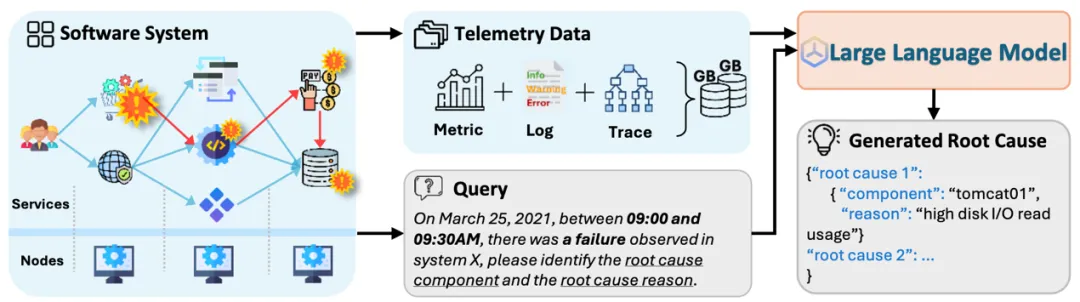 Software System
PAY
Services
Nodes
Telemetry Data
Info
Warning
Error
GB
GB
Metric
+
Log
+
Trace
Query
On March 25, 2021, between 09:00 and
09:30AM, there was a failure observed in
system X, please identify the root cause
component and the root cause reason.
Large Language Model
Generated Root Cause
{“root cause 1”:
{ “component”: “tomcat01”,
“reason”: “high disk I/O read
usage”}
“root cause 2”: ...
}